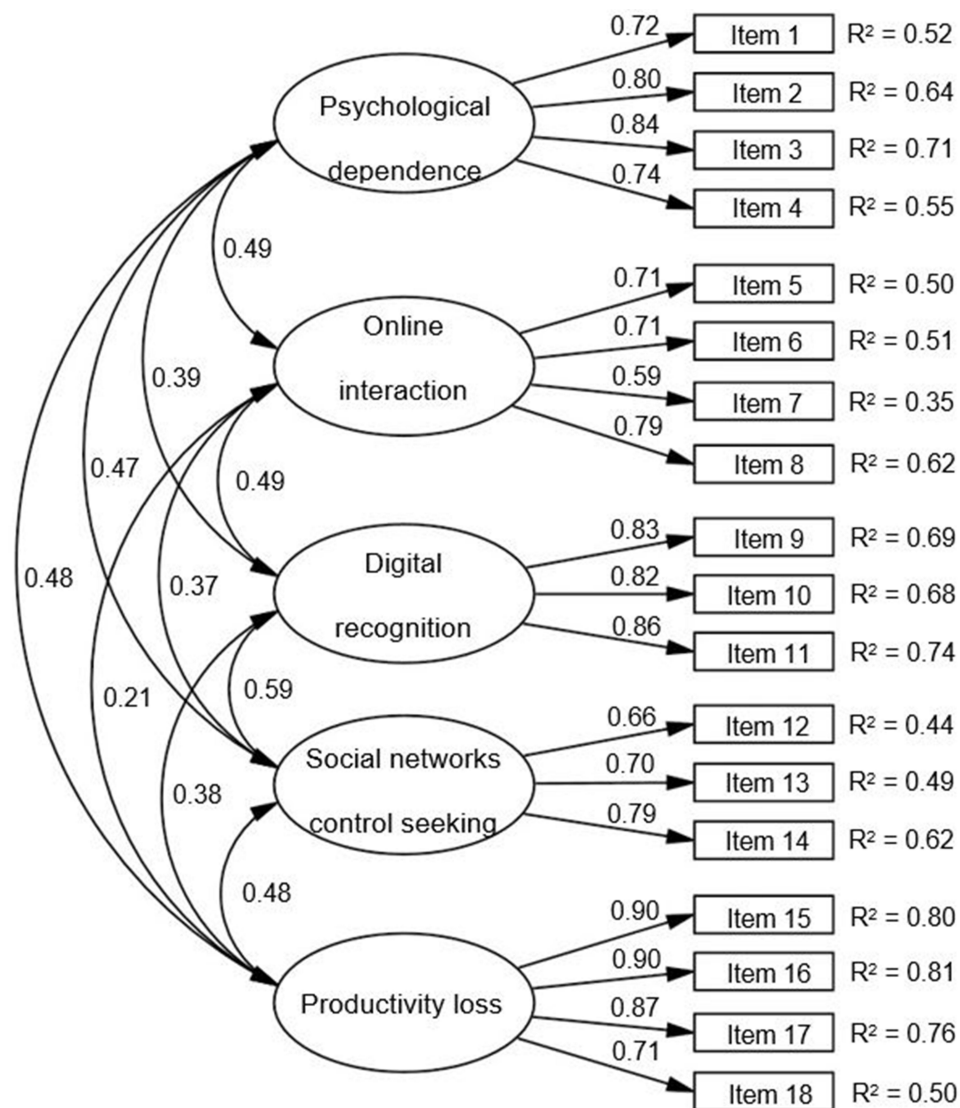 0.72
Item 1
R² = 0.52
Psychological
dependence
0.80
Item 2
R² = 0.64
0.84
Item 3
R² = 0.71
0.74
Item 4
R² = 0.55
0.49
0.71
Item 5
R² = 0.50
Online
interaction
0.71
Item 6
R² = 0.51
0.39
0.59
Item 7
R² = 0.35
0.79
Item 8
R² = 0.62
0.47
0.49
0.83
Item 9
R² = 0.69
Digital
recognition
0.48
0.37
0.82
Item 10
R² = 0.68
0.86
Item 11
R² = 0.74
0.21
0.59
0.66
Item 12
R² = 0.44
Social networks
control seeking
0.38
0.70
Item 13
R² = 0.49
0.79
Item 14
R² = 0.62
0.48
0.90
Item 15
R² = 0.80
0.90
Item 16
R² = 0.81
Productivity loss
0.87
Item 17
R² = 0.76
0.71
Item 18
R² = 0.50